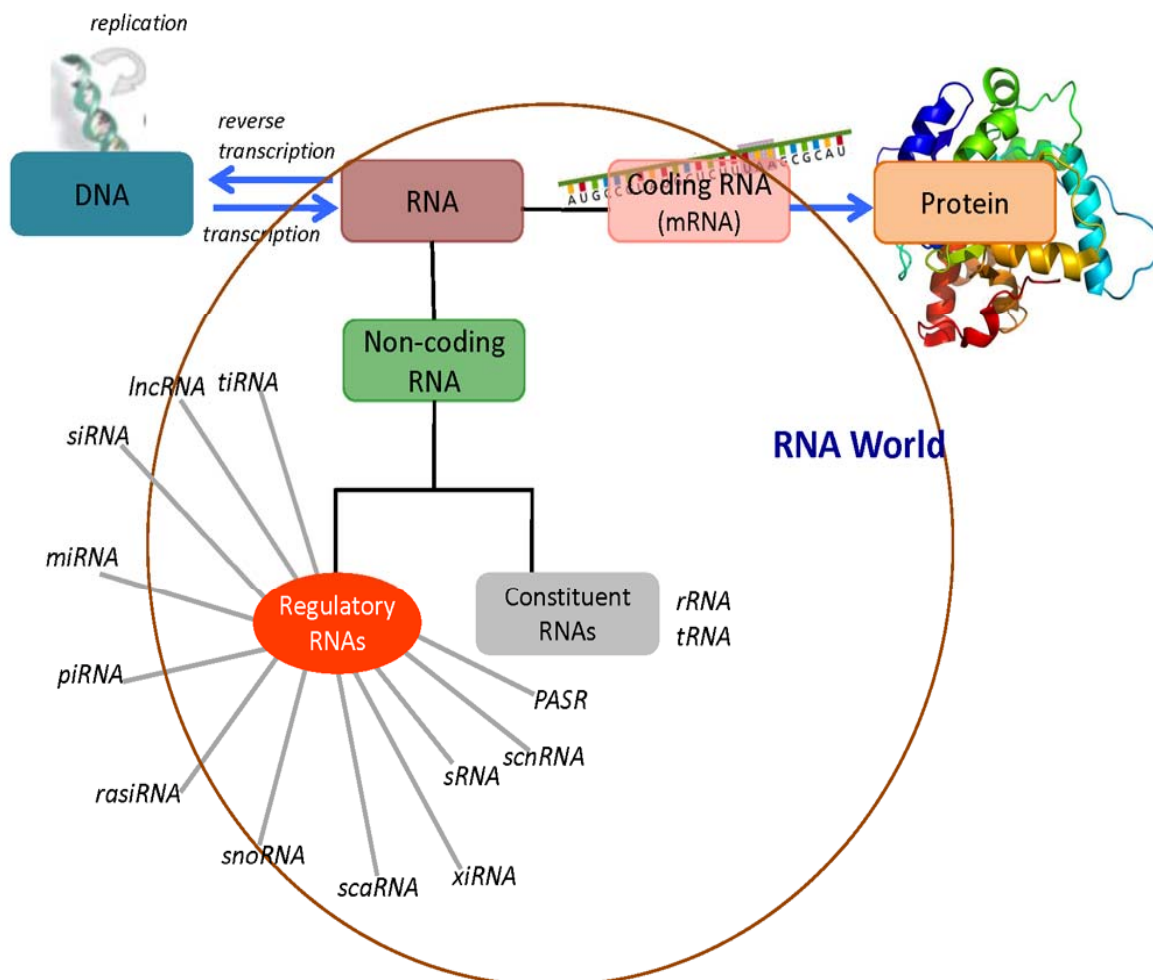 replication
reverse
transcription
DNA
transcription
RNA
Coding RNA
(mRNA)
Protein
Non-coding
RNA
RNA World
lncRNA
tiRNA
siRNA
miRNA
piRNA
rasiRNA
snoRNA
scaRNA
xiRNA
sRNA
scnRNA
PASR
Regulatory
RNAs
Constituent
RNAs
rRNA
tRNA